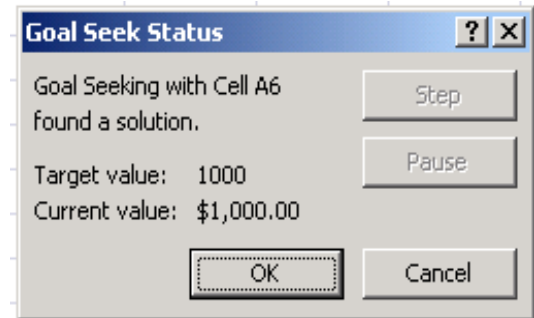 Goal Seek Status
Goal Seeking with Cell A6
found a solution.
Step
Pause
Target value: 1000
Current value: $1,000.00
OK
Cancel